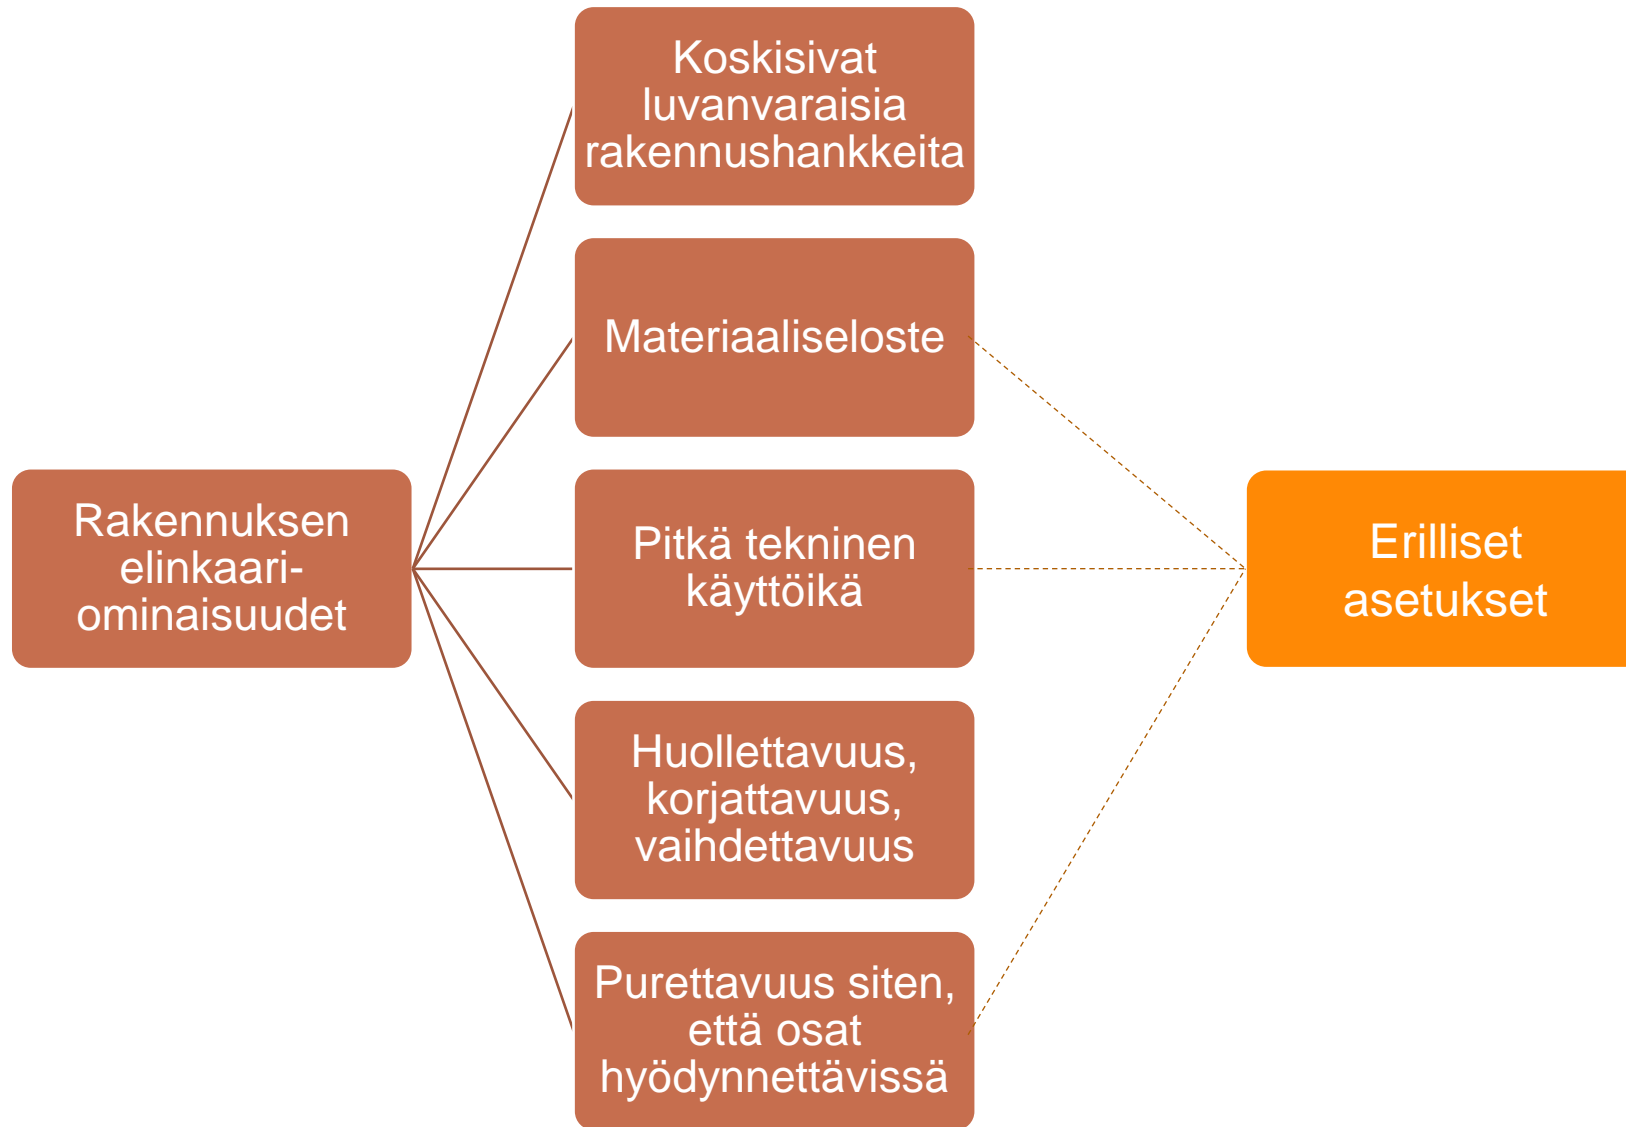 Koskisivat
luvanvaraisia
rakennushankkeita
Materiaaliseloste
Rakennuksen
elinkaari-
ominaisuudet
Pitkä tekninen
käyttöikä
Erilliset
asetukset
Huollettavuus,
korjattavuus,
vaihdettavuus
Purettavuus siten,
että osat
hyödynnettävissä